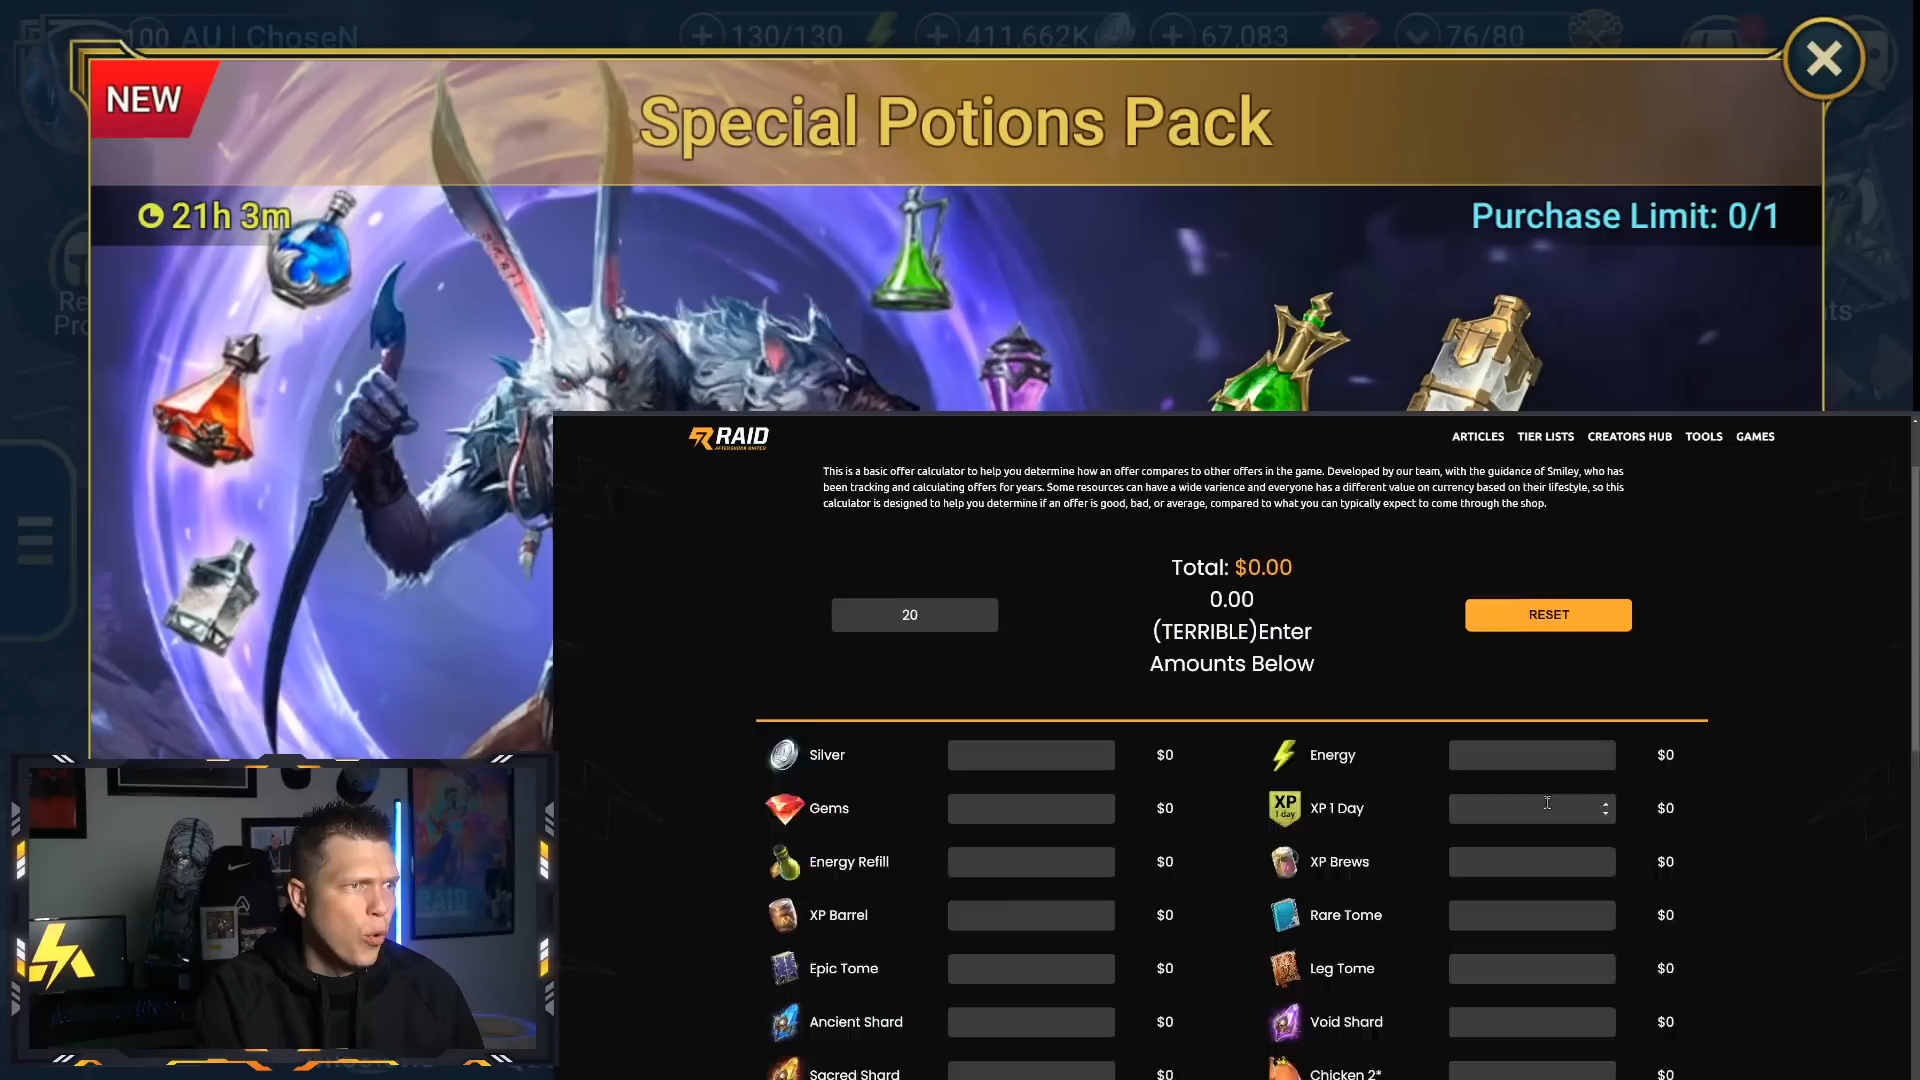 100 AU | ChoseN
130/130
411,662K
67,083
76/80
NEW
Special Potions Pack
21h 3m
Purchase Limit: 0/1
RAID
ARTICLES
TIER LISTS
CREATORS HUB
TOOLS
GAMES
This is a basic offer calculator to help you determine how an offer compares to other offers in the game. Developed by our team, with the guidance of Smiley, who has
been tracking and calculating offers for years. Some resources can have a wide varience and everyone has a different value on currency based on their lifestyle, so this
calculator is designed to help you determine if an offer is good, bad, or average, compared to what you can typically expect to come through the shop.
Total: $0.00
0.00
(TERRIBLE)Enter
Amounts Below
20
RESET
Silver $0
Energy $0
Gems $0
XP 1 day
XP 1 Day $0
Energy Refill $0
XP Brews $0
XP Barrel $0
Rare Tome $0
Epic Tome $0
Leg Tome $0
Ancient Shard $0
Void Shard $0
Sacred Shard $0
Chicken 2* $0